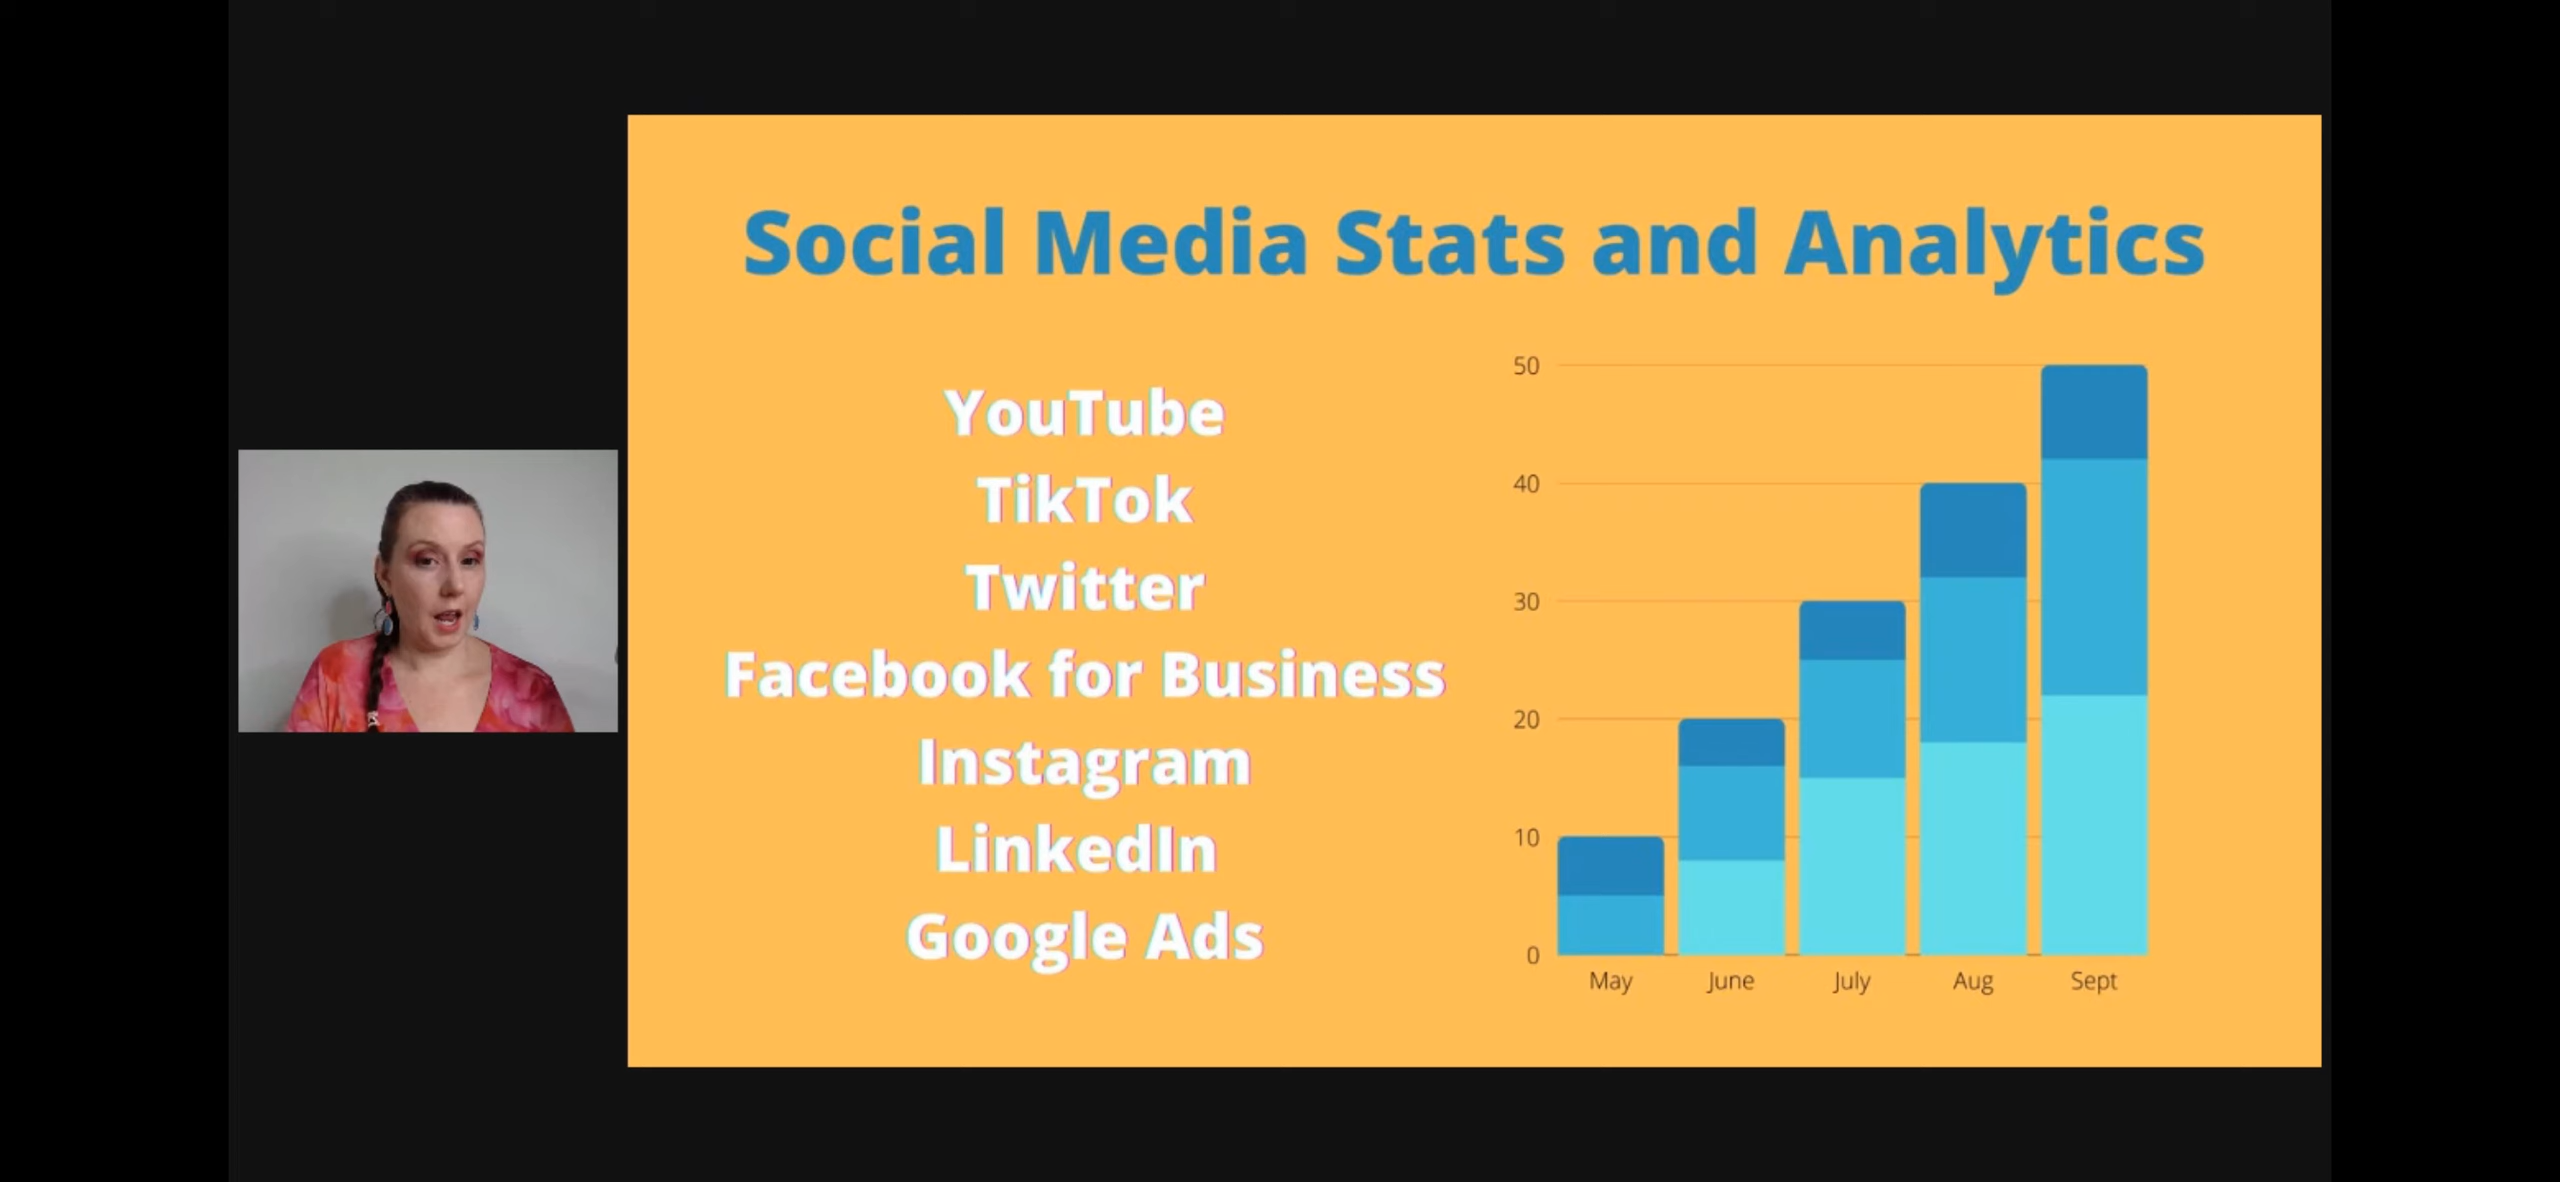 Social Media Stats and Analytics
YouTube
TikTok
Twitter
Facebook for Business
Instagram
LinkedIn
Google Ads
50
40
30
20
10
0
May June July Aug Sept